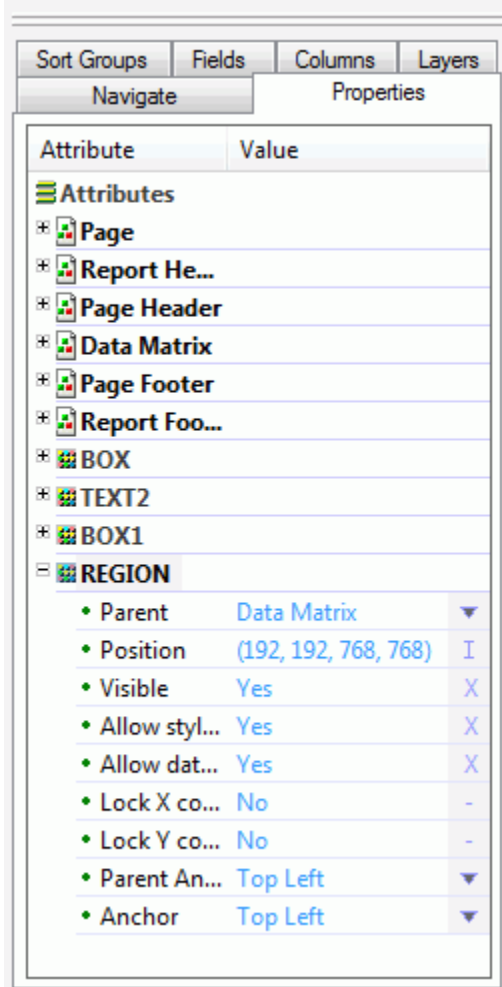 Sort Groups Fields Columns Layers
Navigate Properties
Attribute Value
Attributes
Page
Report He...
Page Header
Data Matrix
Page Footer
Report Foo...
BOX
TEXT2
BOX1
REGION
Parent Data Matrix
Position (192, 192, 768, 768) I
Visible Yes X
Allow styl... Yes X
Allow dat... Yes X
Lock X co... No -
Lock Y co... No -
Parent An... Top Left
Anchor Top Left